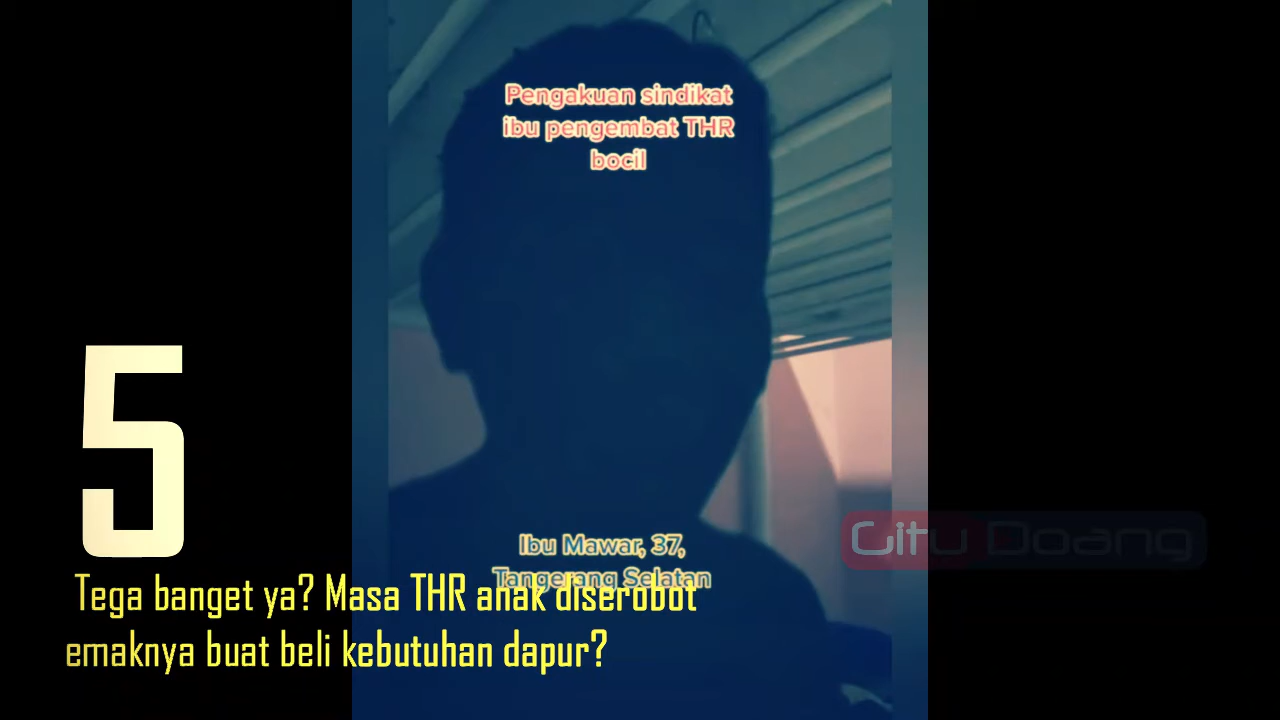 Pengakuan sindikat
ibu pengembat THR
bocil
5
Gitu Doang
Ibu Mawar, 37,
Tangerang Selatan
Tega banget ya? Masa THR anak diserobot
emaknya buat beli kebutuhan dapur?